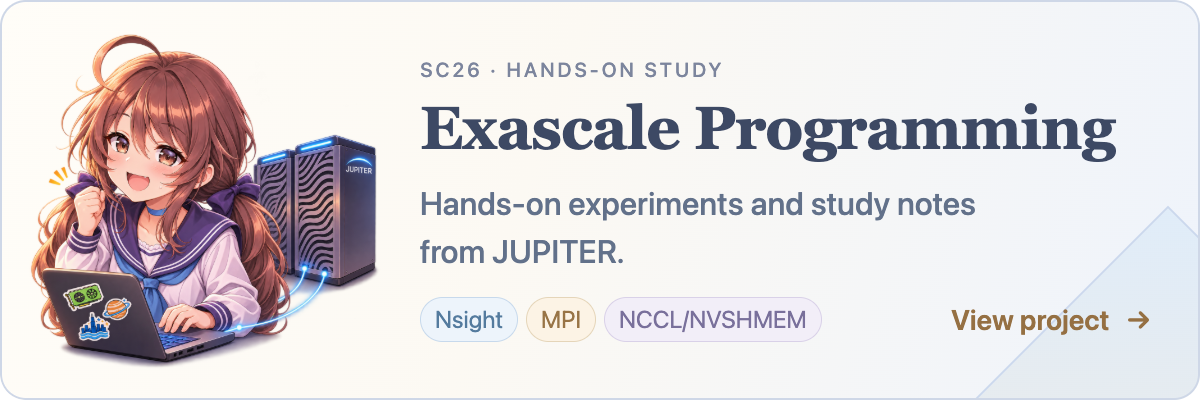 SC26 · HANDS-ON STUDY
Exascale Programming
Hands-on experiments and study notes
from JUPITER.
Nsight
MPI
NCCL/NVSHMEM
View project →
JUPITER